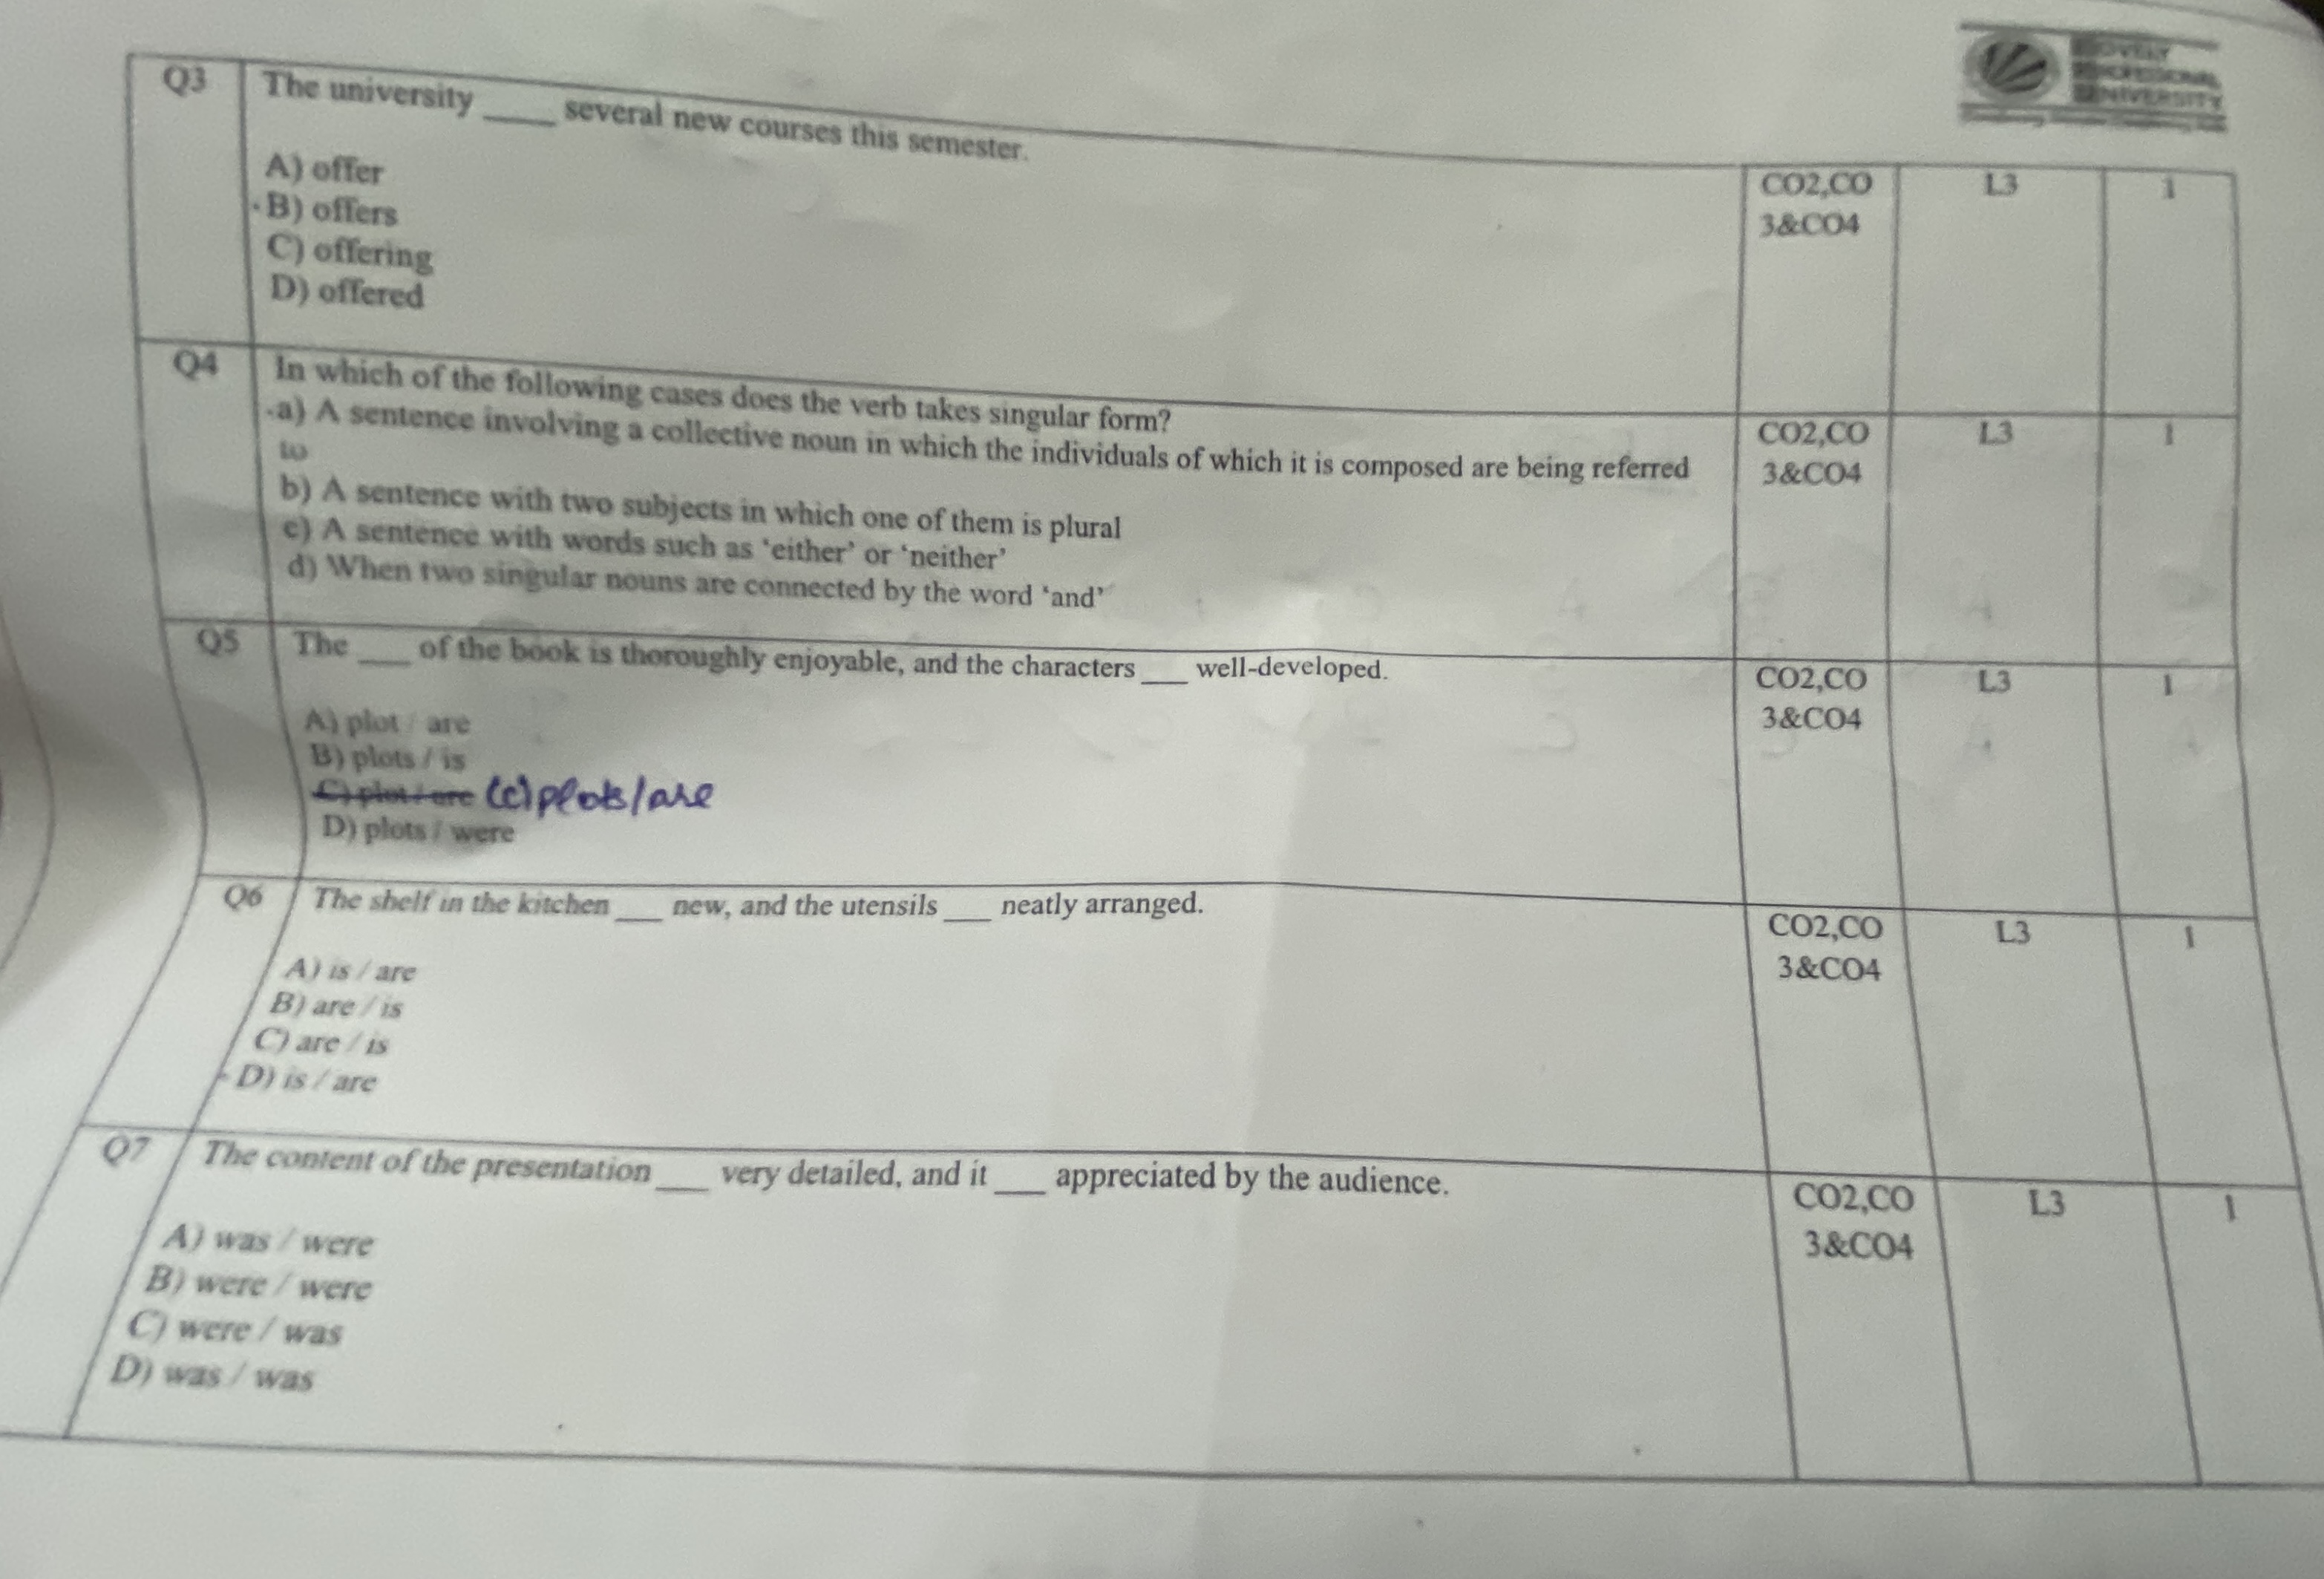 LOVELY
PROFESSIONAL
UNIVERSITY
Q3 The university ____ several new courses this semester.
A) offer
B) offers
C) offering
D) offered
CO2,CO
3&CO4
L3
1
Q4 In which of the following cases does the verb takes singular form?
a) A sentence involving a collective noun in which the individuals of which it is composed are being referred
to
b) A sentence with two subjects in which one of them is plural
c) A sentence with words such as ‘either’ or ‘neither’
d) When two singular nouns are connected by the word ‘and’
CO2,CO
3&CO4
L3
1
Q5 The ___ of the book is thoroughly enjoyable, and the characters ___ well-developed.
A) plot / are
B) plots / is
C) plot / are (c) plots/are
D) plots / were
CO2,CO
3&CO4
L3
1
Q6 The shelf in the kitchen ___ new, and the utensils ___ neatly arranged.
A) is / are
B) are / is
C) are / is
D) is / are
CO2,CO
3&CO4
L3
1
Q7 The content of the presentation ___ very detailed, and it ___ appreciated by the audience.
A) was / were
B) were / were
C) were / was
D) was / was
CO2,CO
3&CO4
L3
1